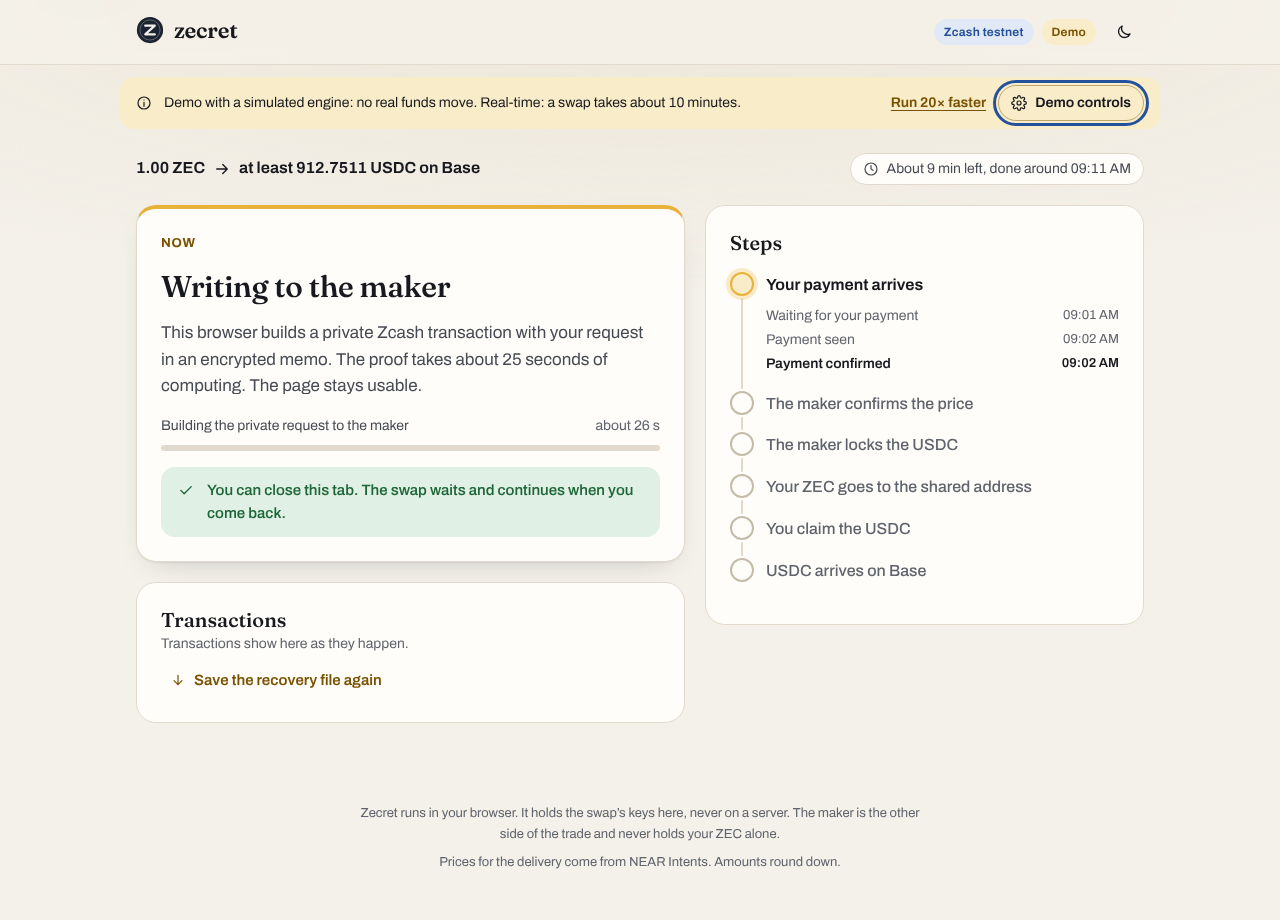 zecret
Zcash testnet
Demo
Demo with a simulated engine: no real funds move. Real-time: a swap takes about 10 minutes.
Run 20× faster
Demo controls
1.00 ZEC → at least 912.7511 USDC on Base
About 9 min left, done around 09:11 AM
NOW
Writing to the maker
This browser builds a private Zcash transaction with your request
in an encrypted memo. The proof takes about 25 seconds of
computing. The page stays usable.
Building the private request to the maker
about 26 s
You can close this tab. The swap waits and continues when you
come back.
Transactions
Transactions show here as they happen.
Save the recovery file again
Steps
Your payment arrives
Waiting for your payment 09:01 AM
Payment seen 09:02 AM
Payment confirmed 09:02 AM
The maker confirms the price
The maker locks the USDC
Your ZEC goes to the shared address
You claim the USDC
USDC arrives on Base
Zecret runs in your browser. It holds the swap’s keys here, never on a server. The maker is the other
side of the trade and never holds your ZEC alone.
Prices for the delivery come from NEAR Intents. Amounts round down.